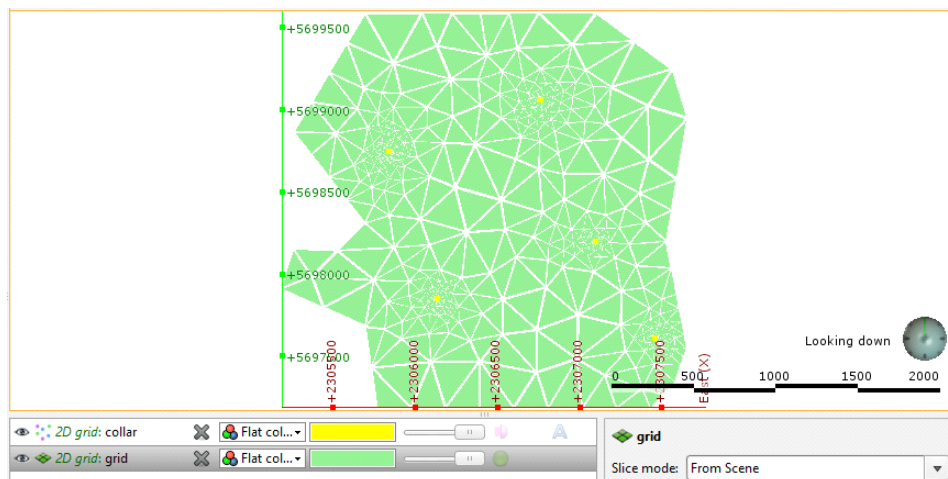 +5699500
+5699000
+5698500
+5698000
+5697500
+2305500
+2306000
+2306500
+2307000
+2307500
East (X)
Looking down
0 500 1000 1500 2000
2D grid: collar Flat col... A
2D grid: grid Flat col...
grid
Slice mode: From Scene